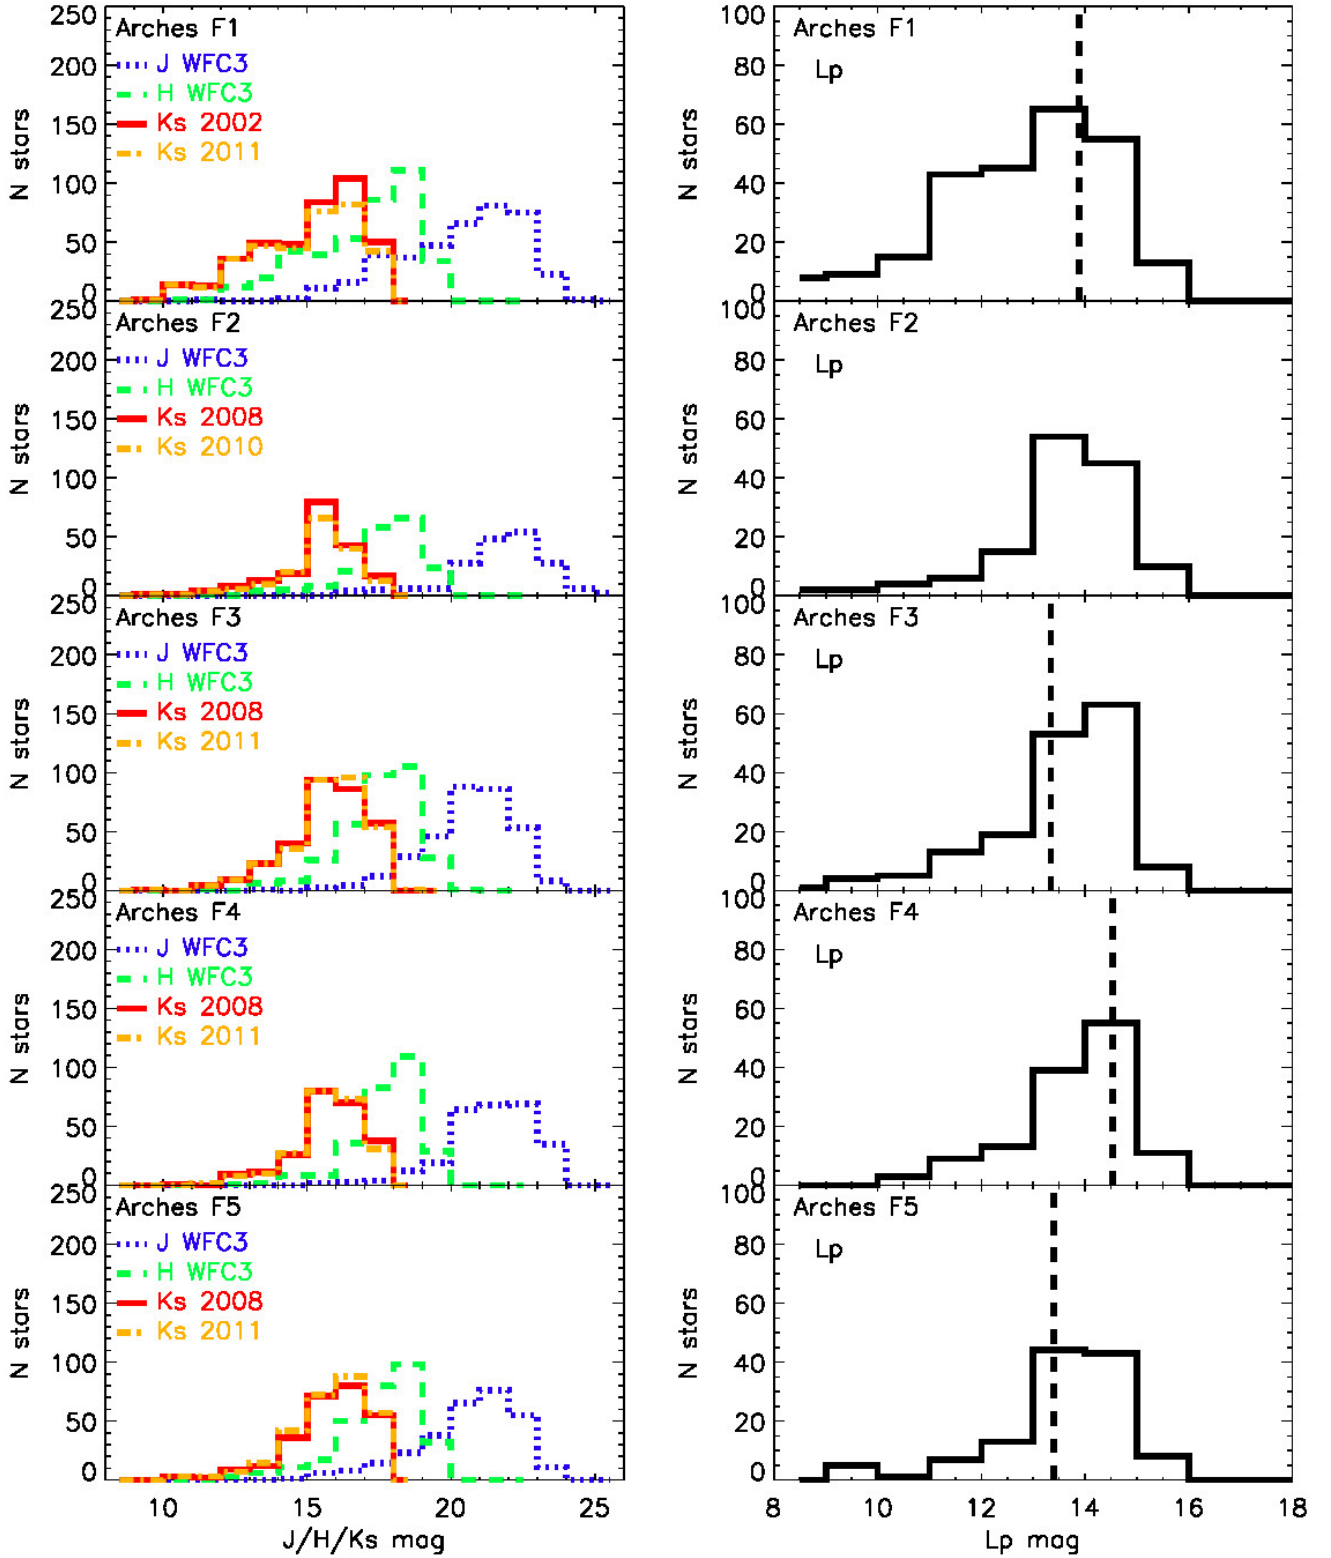 Arches F1
J WFC3
H WFC3
Ks 2002
Ks 2011
N stars
250
200
150
100
50
0
Arches F1
Lp
N stars
100
80
60
40
20
0
Arches F2
J WFC3
H WFC3
Ks 2008
Ks 2010
N stars
250
200
150
100
50
0
Arches F2
Lp
N stars
100
80
60
40
20
0
Arches F3
J WFC3
H WFC3
Ks 2008
Ks 2011
N stars
250
200
150
100
50
0
Arches F3
Lp
N stars
100
80
60
40
20
0
Arches F4
J WFC3
H WFC3
Ks 2008
Ks 2011
N stars
250
200
150
100
50
0
Arches F4
Lp
N stars
100
80
60
40
20
0
Arches F5
J WFC3
H WFC3
Ks 2008
Ks 2011
N stars
250
200
150
100
50
0
10 15 20 25
J/H/Ks mag
Arches F5
Lp
N stars
100
80
60
40
20
0
8 10 12 14 16 18
Lp mag